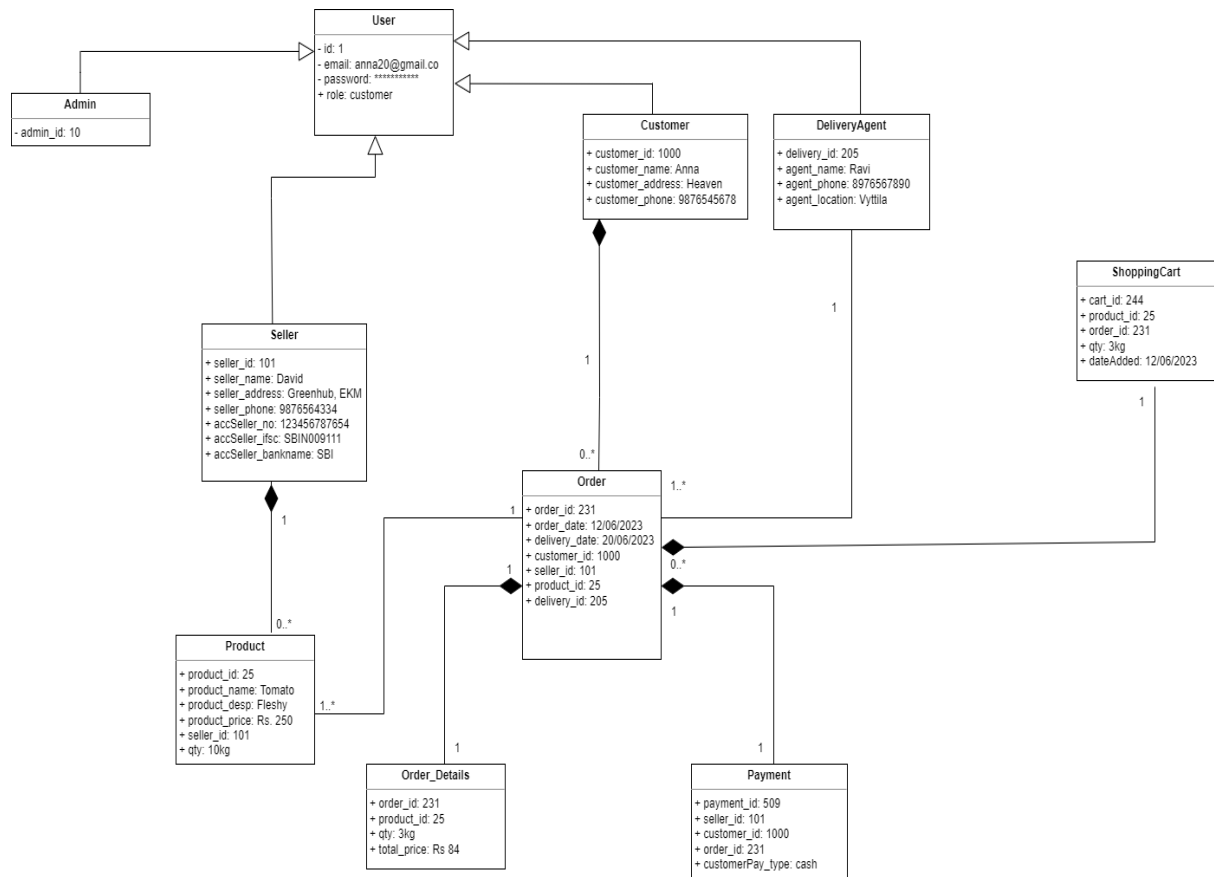 User
- id: 1
- email: anna20@gmail.co
- password: ***********
+ role: customer
Admin
- admin_id: 10
Customer
+ customer_id: 1000
+ customer_name: Anna
+ customer_address: Heaven
+ customer_phone: 9876545678
DeliveryAgent
+ delivery_id: 205
+ agent_name: Ravi
+ agent_phone: 8976567890
+ agent_location: Vyttila
ShoppingCart
+ cart_id: 244
+ product_id: 25
+ order_id: 231
+ qty: 3kg
+ dateAdded: 12/06/2023
1
1
1
Seller
+ seller_id: 101
+ seller_name: David
+ seller_address: Greenhub, EKM
+ seller_phone: 9876564334
+ accSeller_no: 123456787654
+ accSeller_ifsc: SBIN009111
+ accSeller_bankname: SBI
0..*
1..*
1
1
Order
+ order_id: 231
+ order_date: 12/06/2023
+ delivery_date: 20/06/2023
+ customer_id: 1000
+ seller_id: 101
+ product_id: 25
+ delivery_id: 205
0..*
1
1
0..*
Product
+ product_id: 25
+ product_name: Tomato
+ product_desp: Fleshy
+ product_price: Rs. 250
+ seller_id: 101
+ qty: 10kg
1..*
1
1
Order_Details
+ order_id: 231
+ product_id: 25
+ qty: 3kg
+ total_price: Rs 84
Payment
+ payment_id: 509
+ seller_id: 101
+ customer_id: 1000
+ order_id: 231
+ customerPay_type: cash